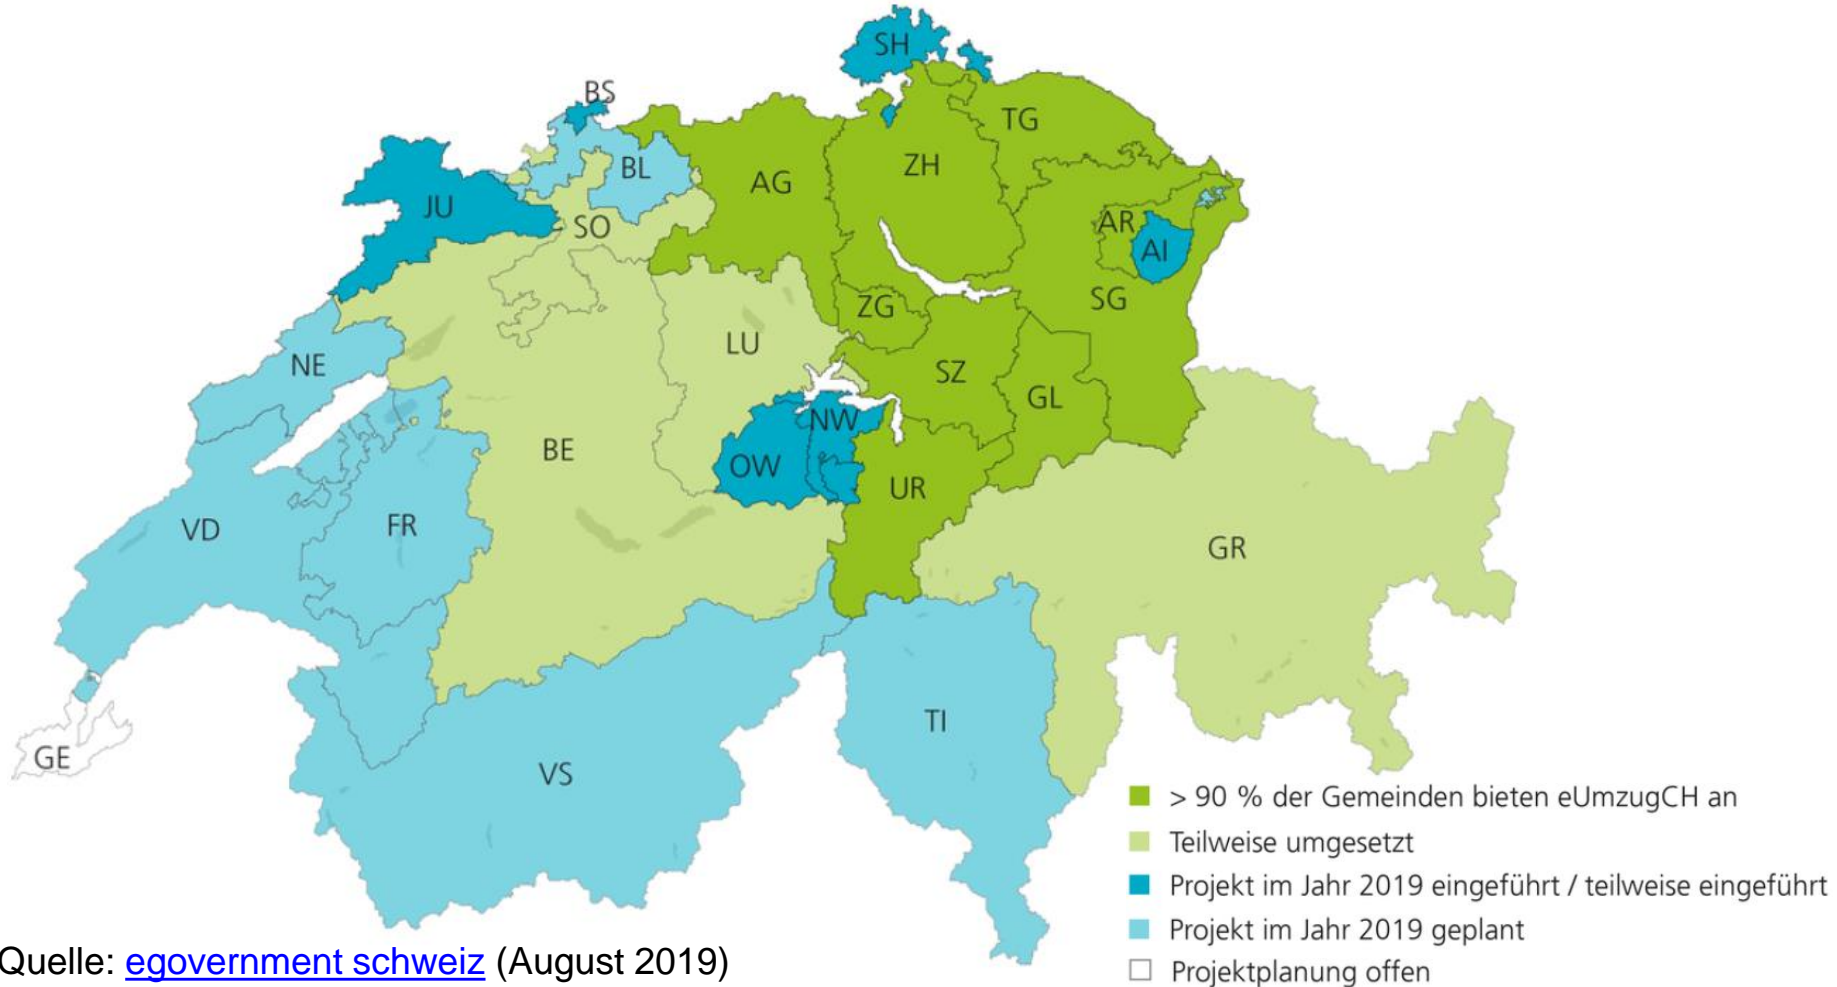 SH
BS
TG
ZH
BL
AG
JU
SO
AR
AI
SG
ZG
LU
NE
SZ
GL
NW
BE
OW
UR
VD
FR
GR
TI
GE
VS
> 90 % der Gemeinden bieten eUmzugCH an
Teilweise umgesetzt
Projekt im Jahr 2019 eingeführt / teilweise eingeführt
Projekt im Jahr 2019 geplant
Projektplanung offen
Quelle: egovernment schweiz (August 2019)